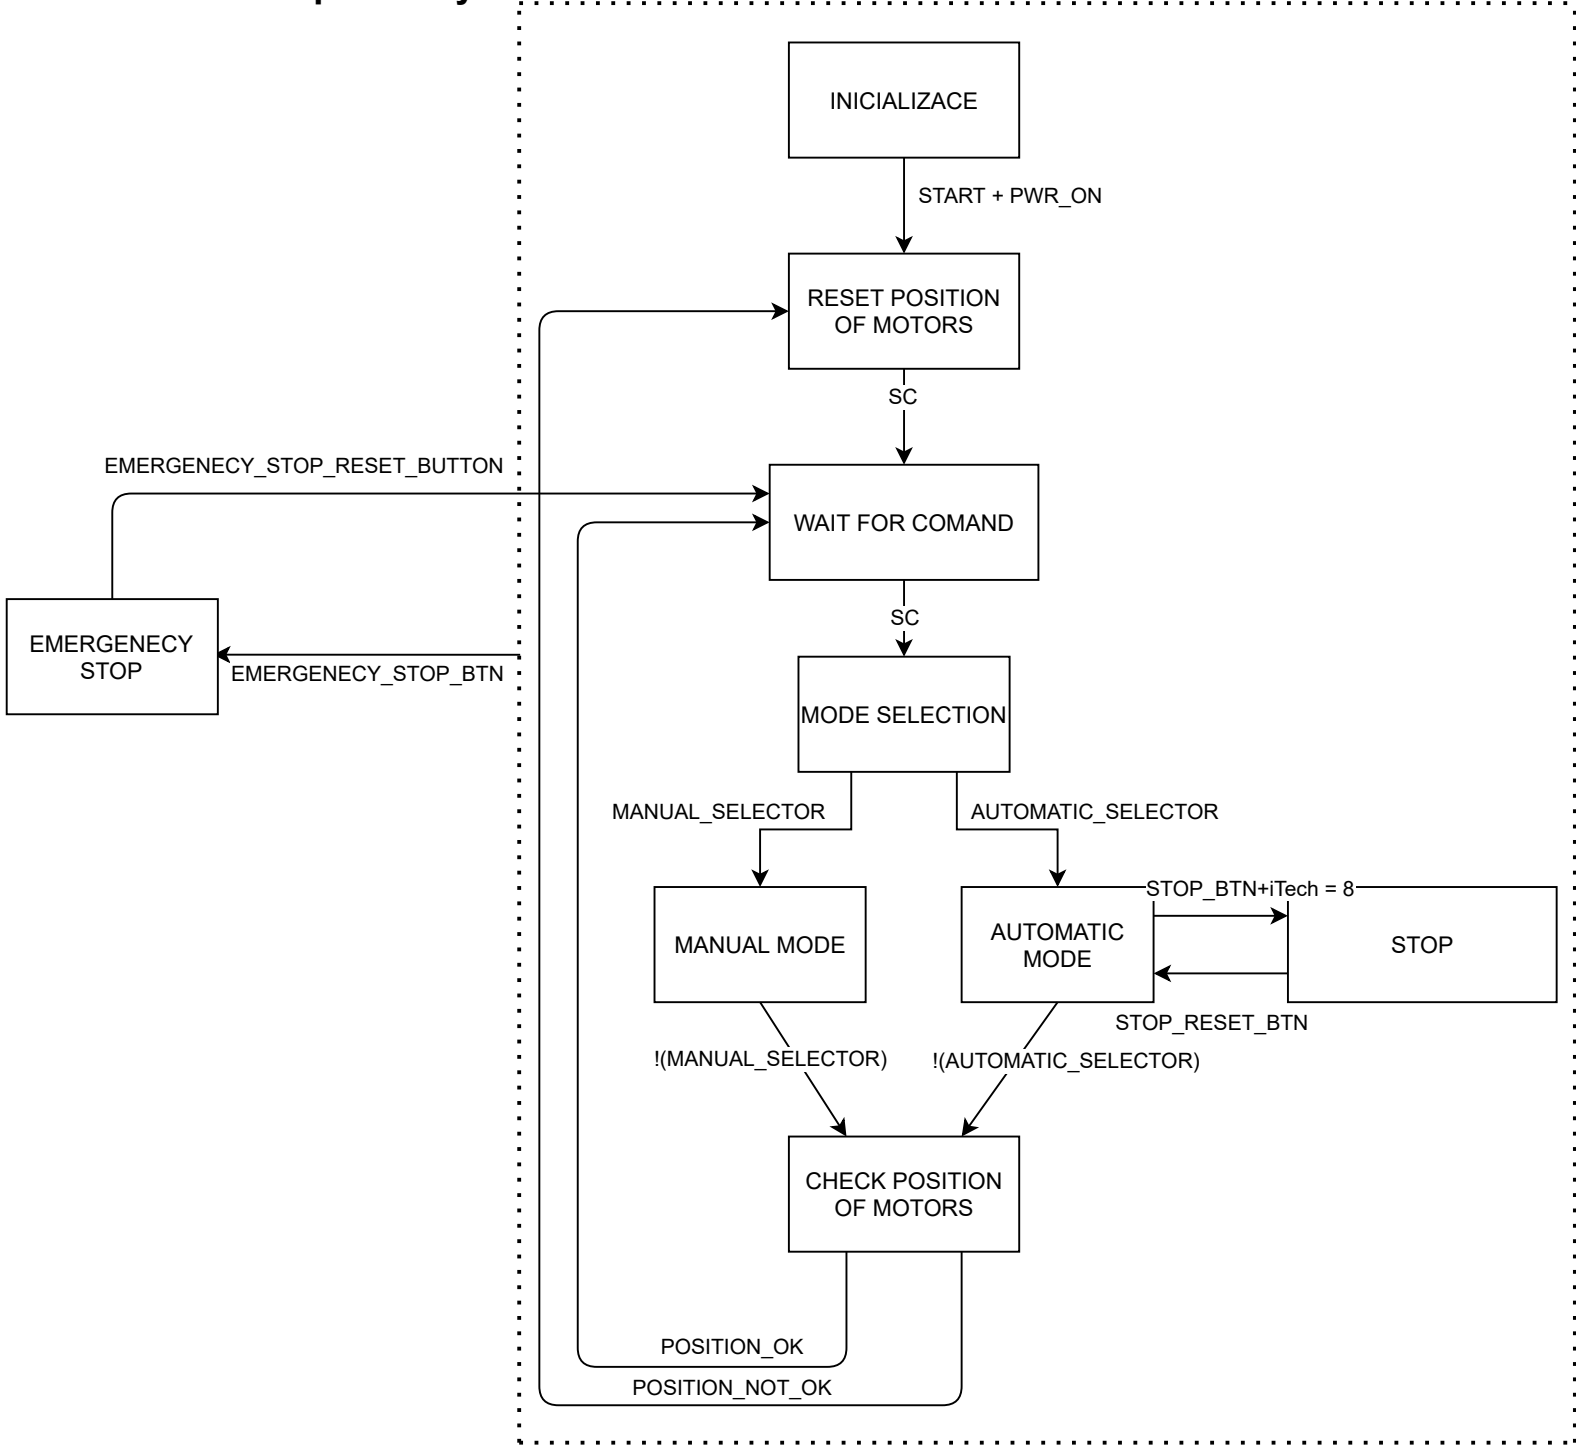 INICIALIZACE
START + PWR_ON
RESET POSITION
OF MOTORS
SC
EMERGENECY_STOP_RESET_BUTTON
WAIT FOR COMAND
SC
EMERGENECY
STOP
EMERGENECY_STOP_BTN
MODE SELECTION
MANUAL_SELECTOR
AUTOMATIC_SELECTOR
STOP_BTN+iTech = 8
MANUAL MODE
AUTOMATIC
MODE
STOP
STOP_RESET_BTN
!(MANUAL_SELECTOR)
!(AUTOMATIC_SELECTOR)
CHECK POSITION
OF MOTORS
POSITION_OK
POSITION_NOT_OK